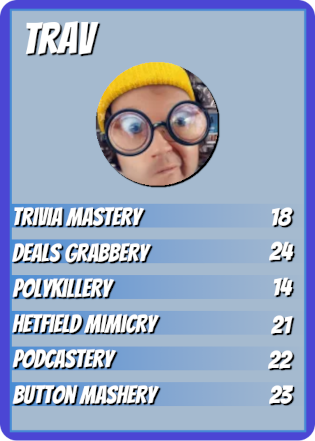 TRAV
TRIVIA MASTERY 18
DEALS GRABBERY 24
POLYKILLERY 14
HETFIELD MIMICRY 21
PODCASTERY 22
BUTTON MASHERY 23